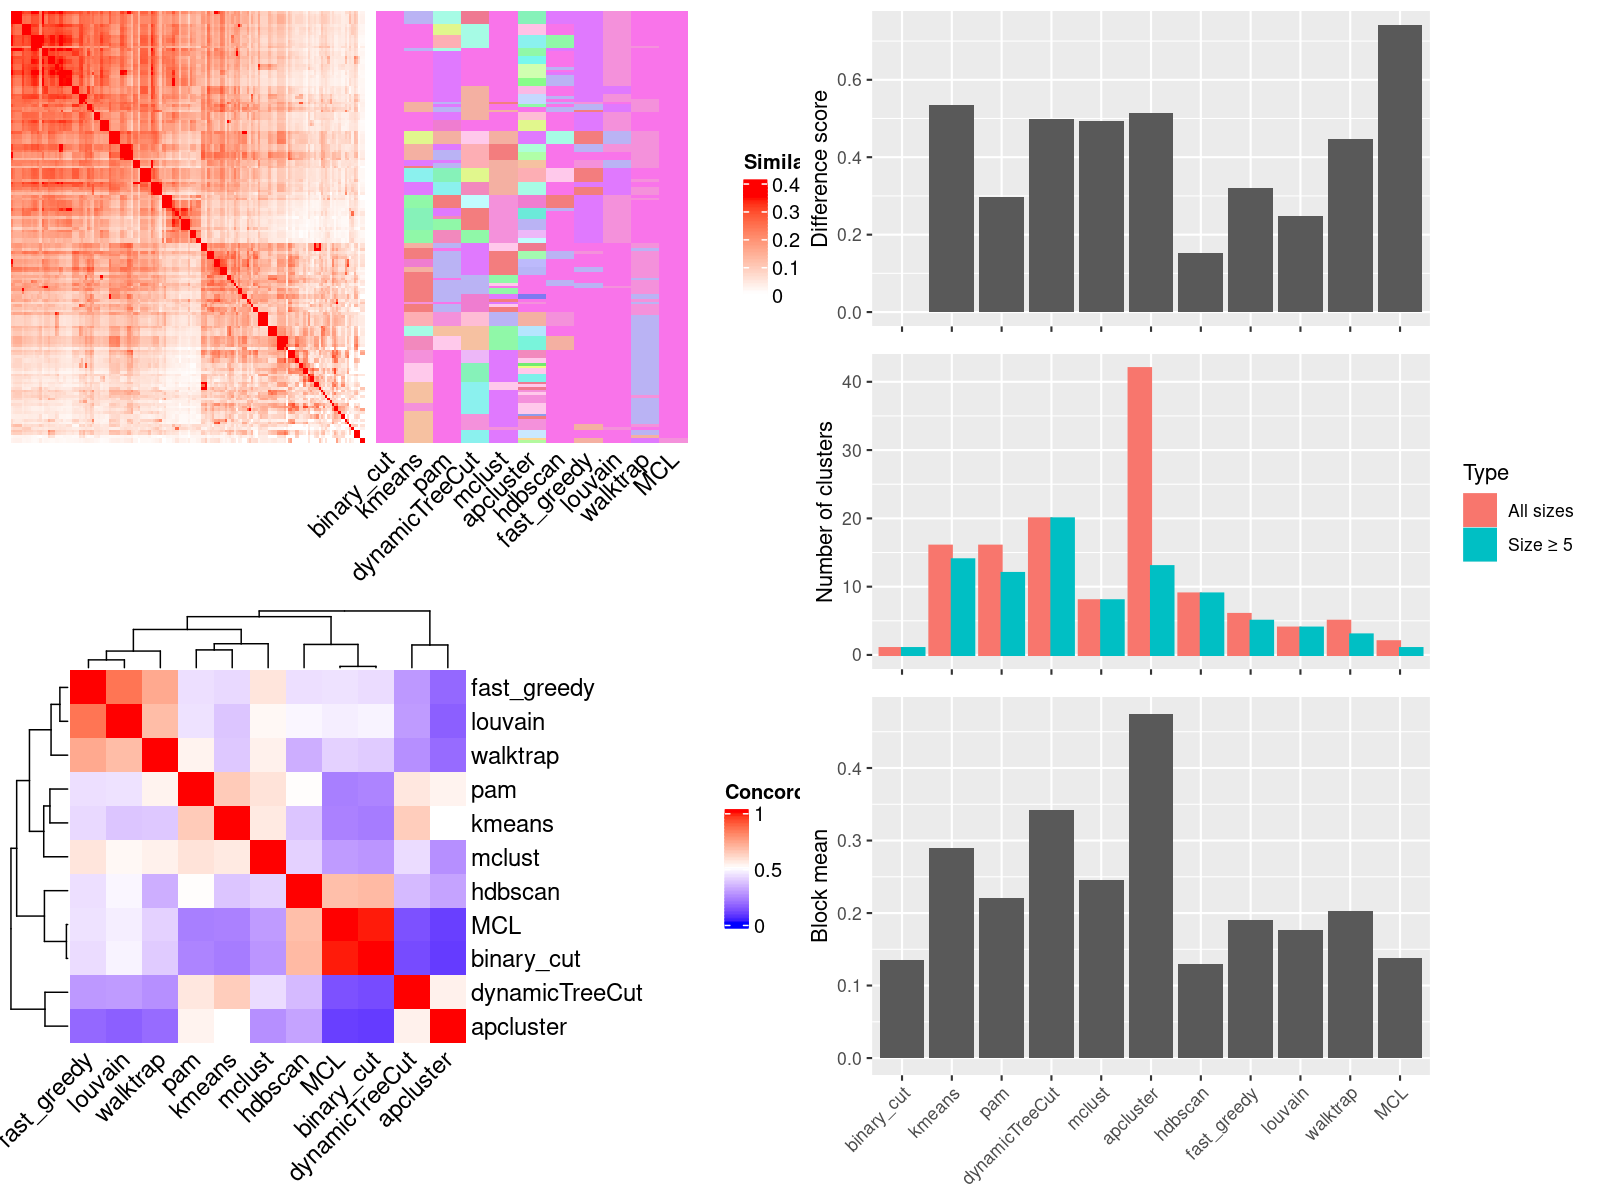 Simila
0.4
0.3
0.2
0.1
0
binary_cut
kmeans
pam
dynamicTreeCut
mclust
apcluster
hdbscan
fast_greedy
louvain
walktrap
MCL
fast_greedy
louvain
walktrap
pam
kmeans
mclust
hdbscan
MCL
binary_cut
dynamicTreeCut
apcluster
fast_greedy
louvain
walktrap
pam
kmeans
mclust
hdbscan
MCL
binary_cut
dynamicTreeCut
apcluster
Concord
1
0.5
0
Difference score
0.6
0.4
0.2
0.0
Number of clusters
40
30
20
10
0
Type
All sizes
Size ≥ 5
Block mean
0.4
0.3
0.2
0.1
0.0
binary_cut
kmeans
pam
dynamicTreeCut
mclust
apcluster
hdbscan
fast_greedy
louvain
walktrap
MCL